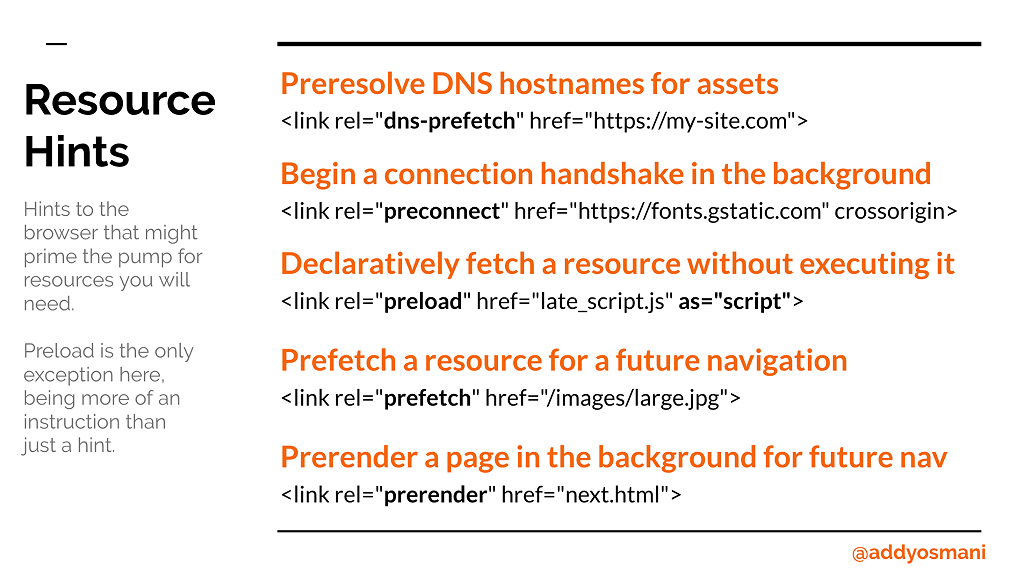 Resource
Hints
Hints to the
browser that might
prime the pump for
resources you will
need.
Preload is the only
exception here,
being more of an
instruction than
just a hint.
Preresolve DNS hostnames for assets
<link rel="dns-prefetch" href="https://my-site.com">
Begin a connection handshake in the background
<link rel="preconnect" href="https://fonts.gstatic.com" crossorigin>
Declaratively fetch a resource without executing it
<link rel="preload" href="late_script.js" as="script">
Prefetch a resource for a future navigation
<link rel="prefetch" href="/images/large.jpg">
Prerender a page in the background for future nav
<link rel="prerender" href="next.html">
@addyosmani